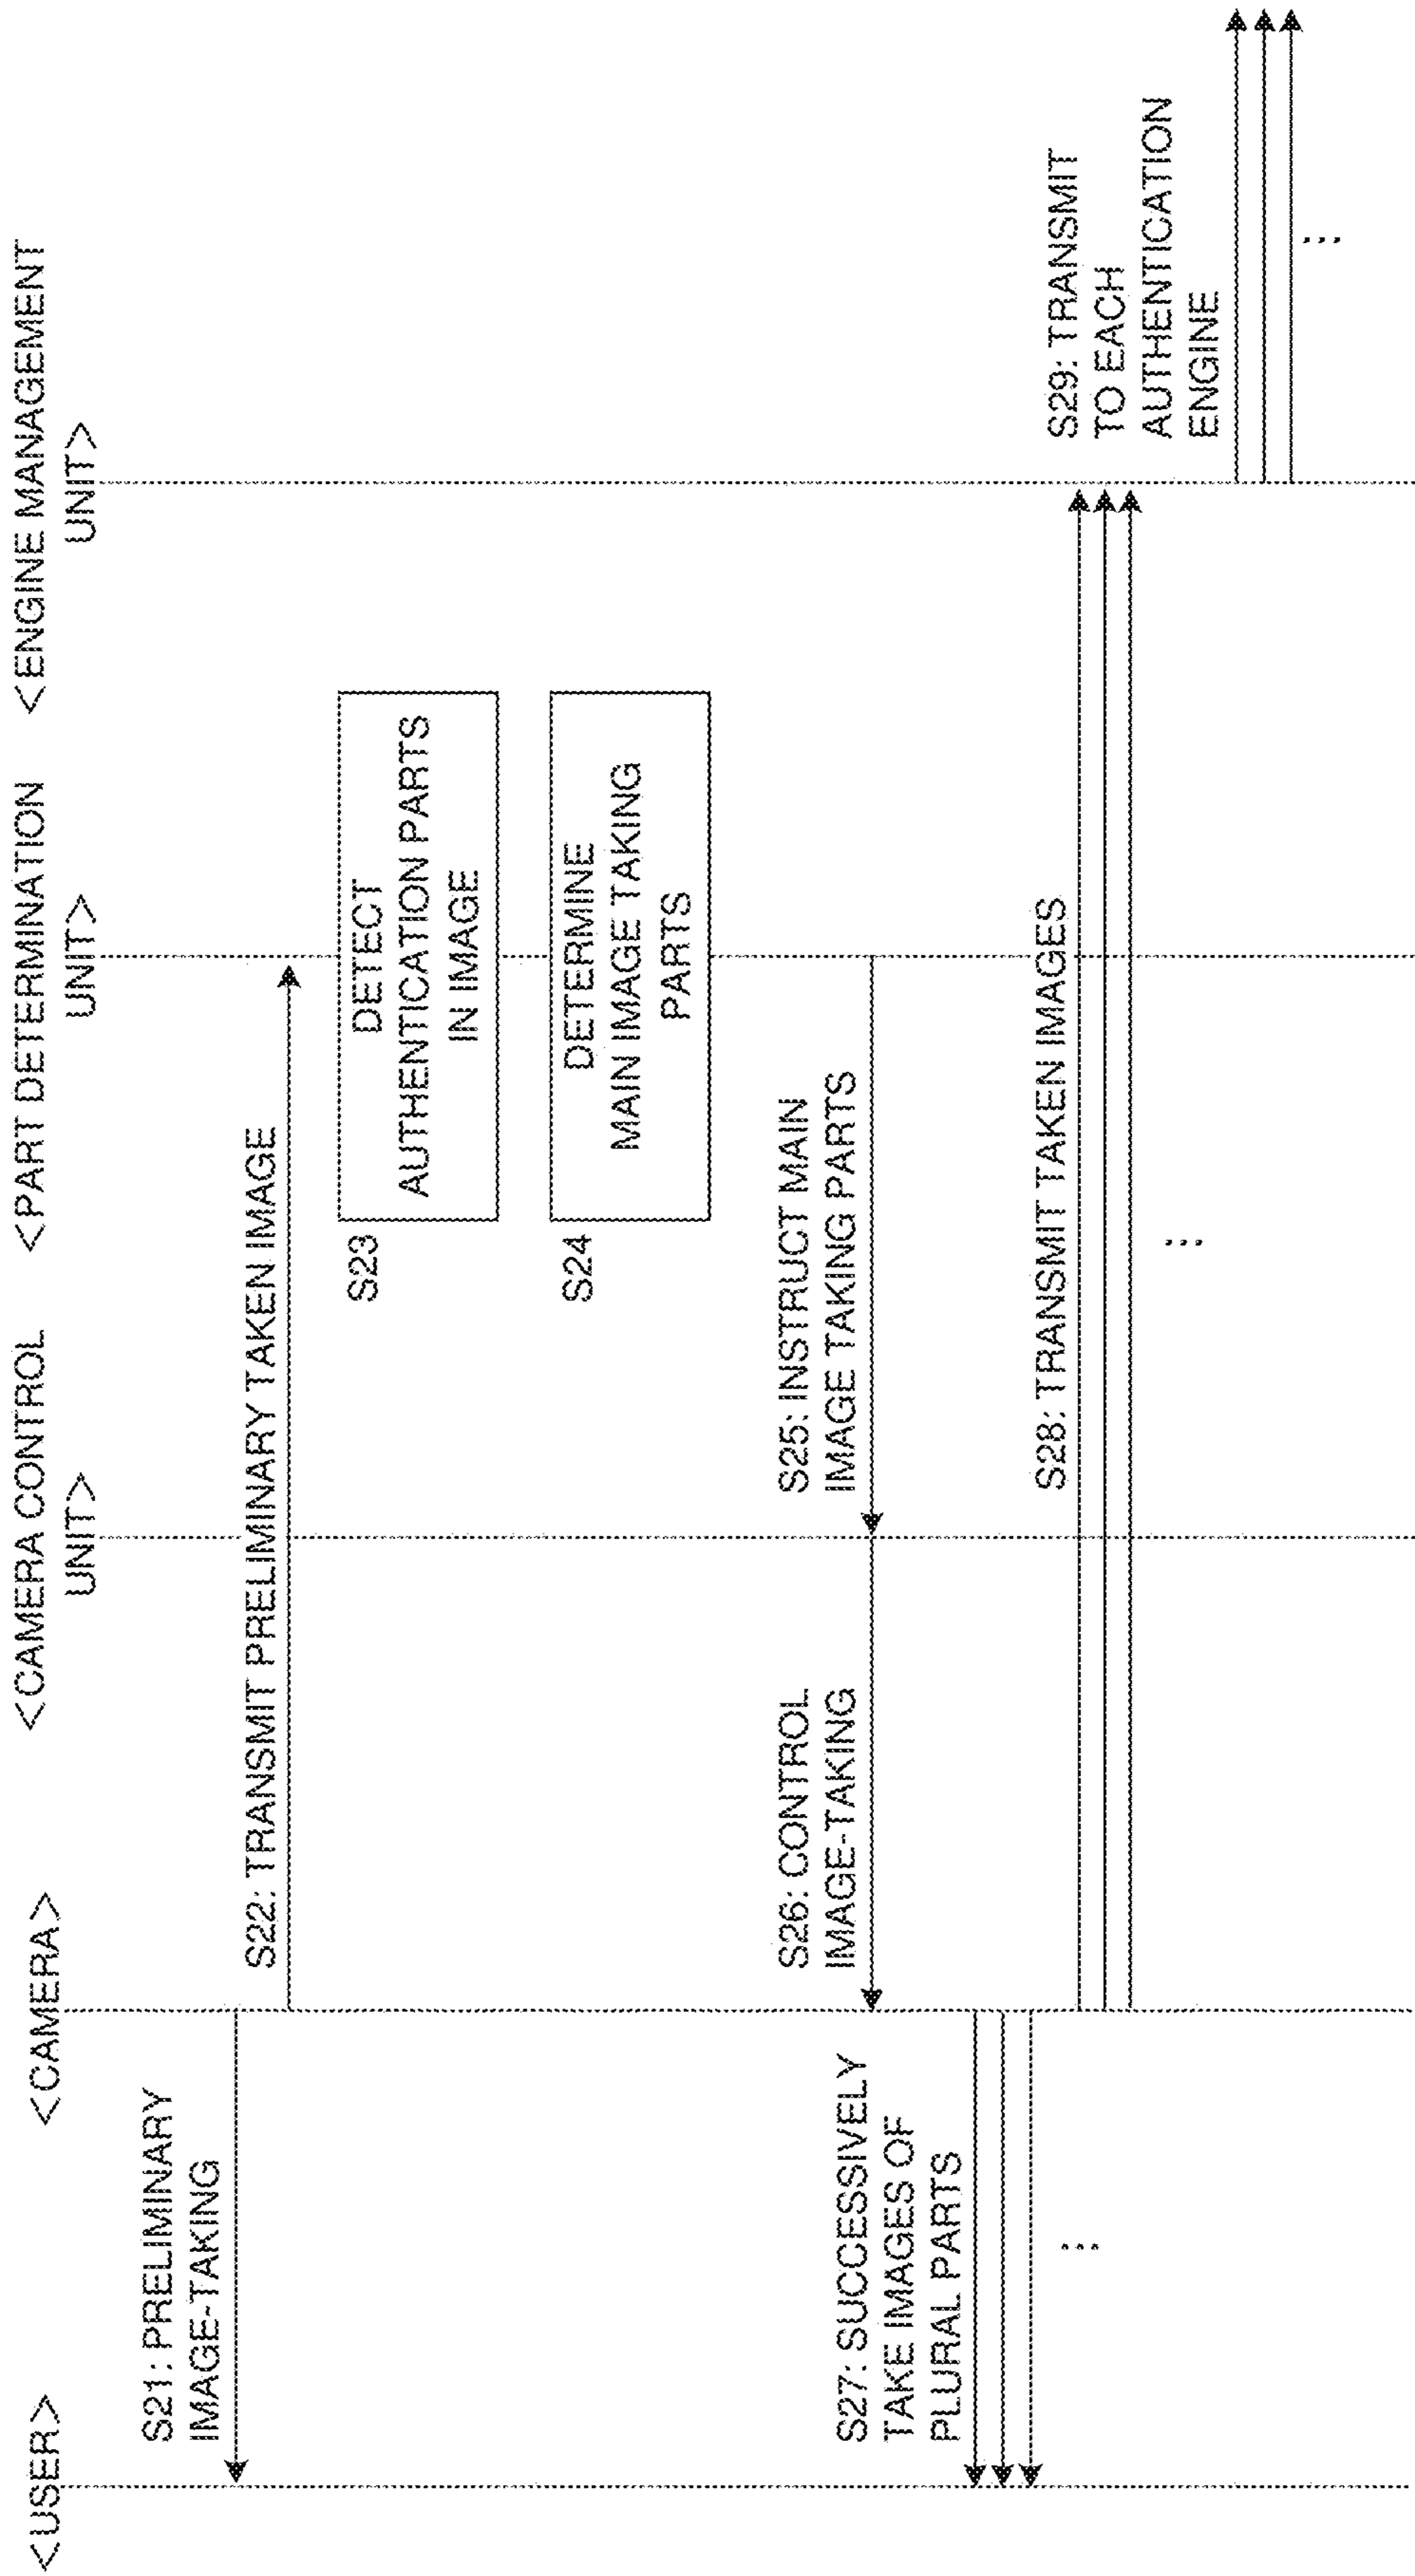 <USER>
<CAMERA>
<CAMERA CONTROL
UNIT>
<PART DETERMINATION
UNIT>
<ENGINE MANAGEMENT
UNIT>
S21: PRELIMINARY
IMAGE-TAKING
S22: TRANSMIT PRELIMINARY TAKEN IMAGE
S23
DETECT
AUTHENTICATION PARTS
IN IMAGE
S24
DETERMINE
MAIN IMAGE TAKING
PARTS
S25: INSTRUCT MAIN
IMAGE TAKING PARTS
S26: CONTROL
IMAGE-TAKING
S27: SUCCESSIVELY
TAKE IMAGES OF
PLURAL PARTS
...
S28: TRANSMIT TAKEN IMAGES
...
S29: TRANSMIT
TO EACH
AUTHENTICATION
ENGINE
...